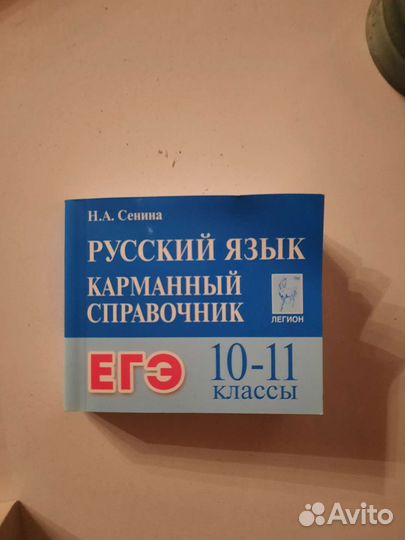 Н.А. Сенина
РУССКИЙ ЯЗЫК
КАРМАННЫЙ
СПРАВОЧНИК
ЛЕГИОН
ЕГЭ
10-11
классы
Avito